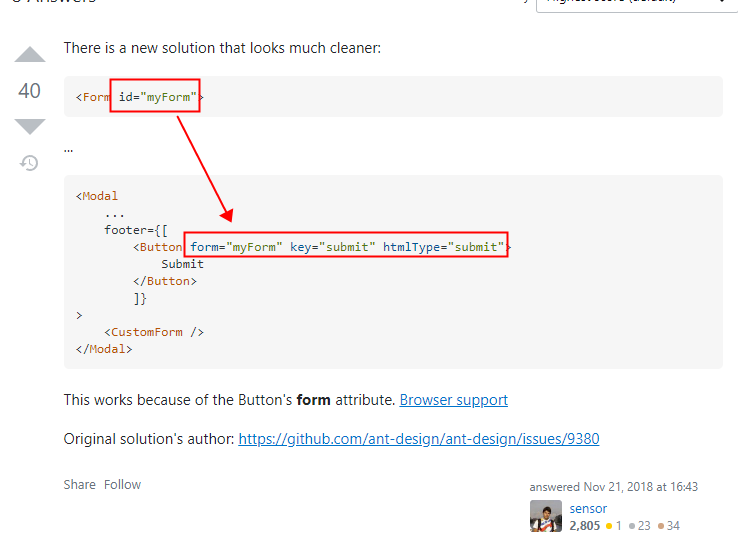 There is a new solution that looks much cleaner:
40
<Form id="myForm">
...
<Modal
...
footer={[
<Button form="myForm" key="submit" htmlType="submit">
Submit
</Button>
]}
>
<CustomForm />
</Modal>
This works because of the Button's form attribute. Browser support
Original solution's author: https://github.com/ant-design/ant-design/issues/9380
Share Follow
answered Nov 21, 2018 at 16:43
sensor
2,805 1 23 34